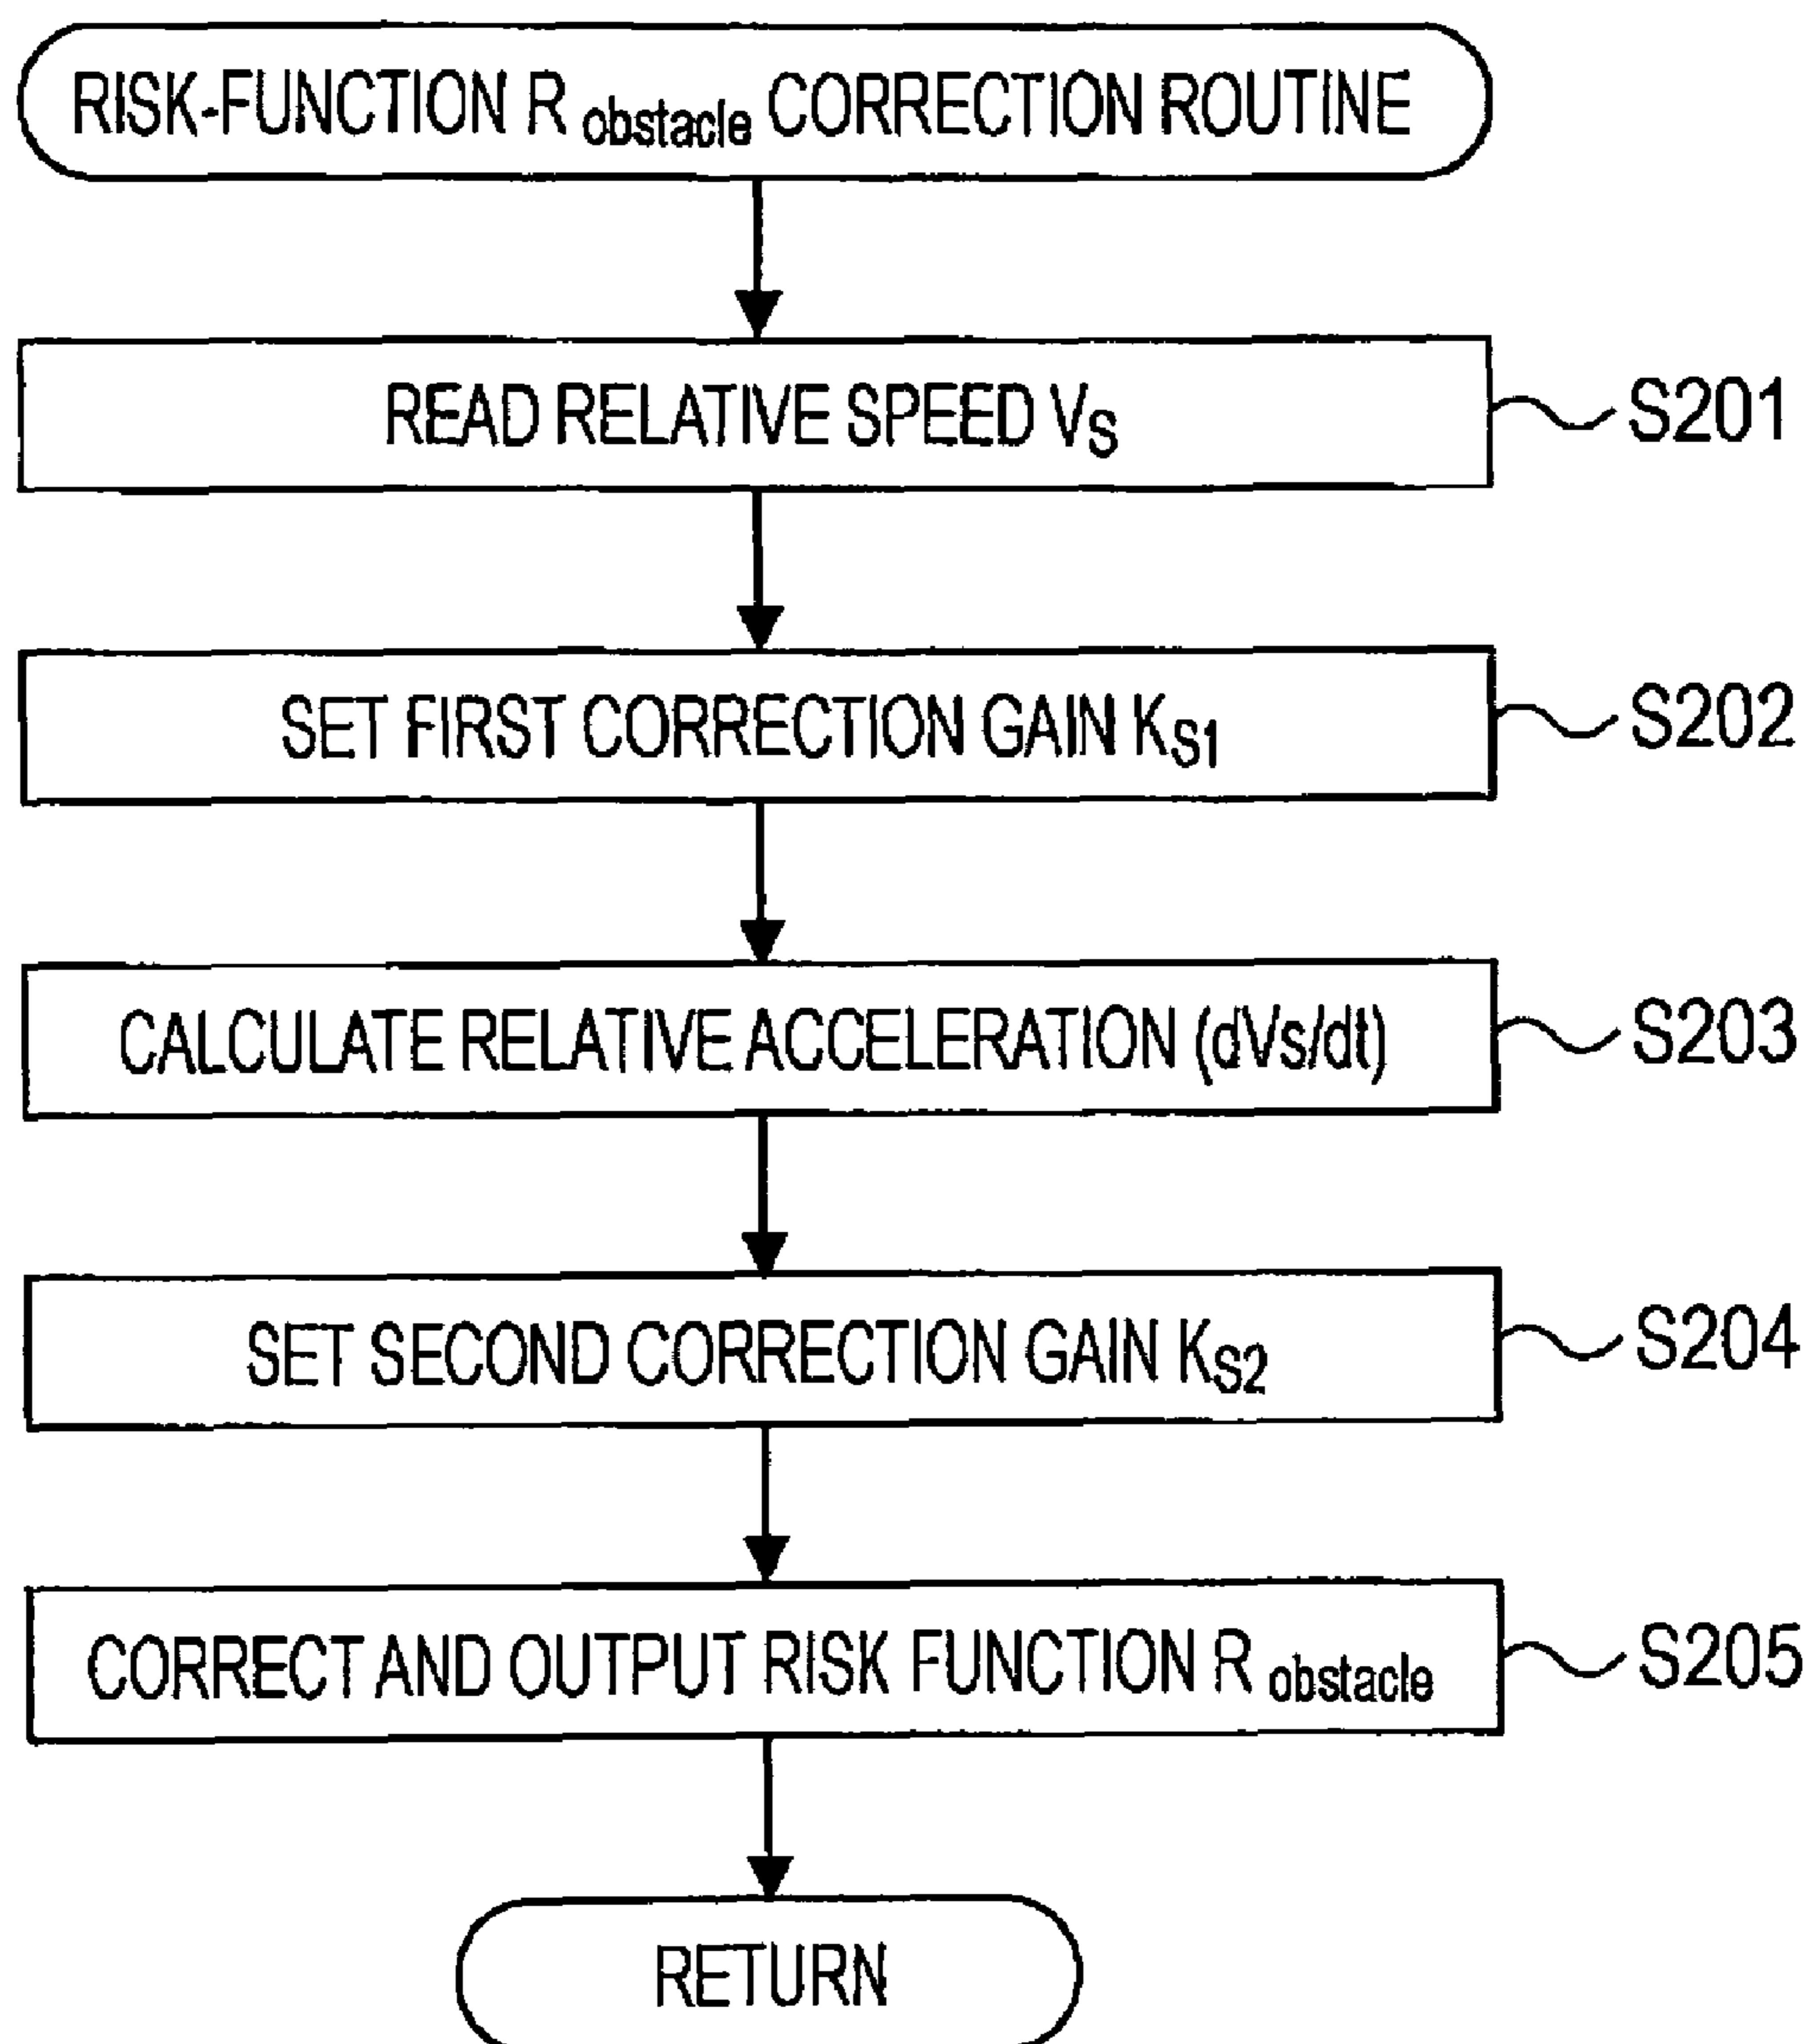 RISK-FUNCTION R obstacle CORRECTION ROUTINE
READ RELATIVE SPEED VS
S201
SET FIRST CORRECTION GAIN KS1
S202
CALCULATE RELATIVE ACCELERATION (dVs/dt)
S203
SET SECOND CORRECTION GAIN KS2
S204
CORRECT AND OUTPUT RISK FUNCTION R obstacle
S205
RETURN